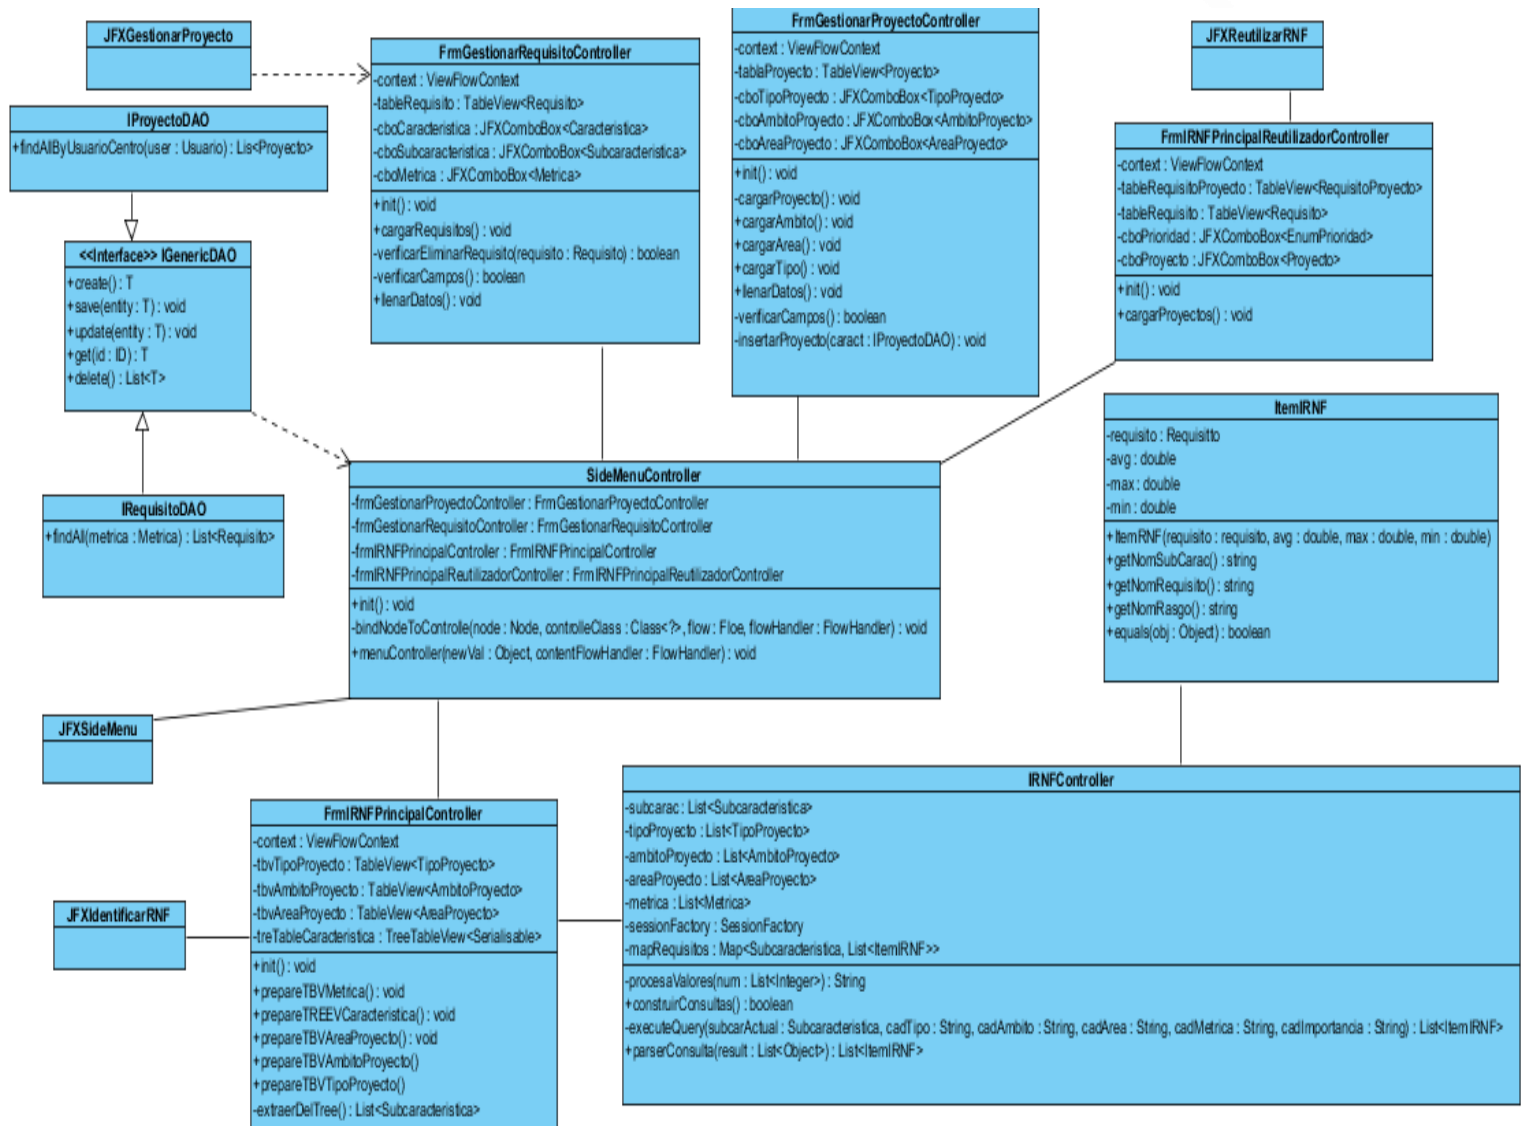 JFXGestionarProyecto
IProyectoDAO
+findAllByUsuarioCentro(user : Usuario) : Lis<Proyecto>
<<Interface>> IGenericDAO
+create() : T
+save(entity : T) : void
+update(entity : T) : void
+get(id : ID) : T
+delete() : List<T>
IRequisitoDAO
+findAll(metrica : Metrica) : List<Requisito>
FrmGestionarRequisitoController
-context : ViewFlowContext
-tableRequisito : TableView<Requisito>
-cboCaracteristica : JFXComboBox<Caracteristica>
-cboSubcaracteristica : JFXComboBox<Subcaracteristica>
-cboMetrica : JFXComboBox<Metrica>
+init() : void
+cargarRequisitos() : void
-verificarEliminarRequisito(requisito : Requisito) : boolean
-verificarCampos() : boolean
+llenarDatos() : void
FrmGestionarProyectoController
-context : ViewFlowContext
-tablaProyecto : TableView<Proyecto>
-cboTipoProyecto : JFXComboBox<TipoProyecto>
-cboAmbitoProyecto : JFXComboBox<AmbitoProyecto>
-cboAreaProyecto : JFXComboBox<AreaProyecto>
+init() : void
-cargarProyecto() : void
+cargarAmbito() : void
+cargarArea() : void
+cargarTipo() : void
+llenarDatos() : void
-verificarCampos() : boolean
-insertarProyecto(caract : IProyectoDAO) : void
JFXReutilizarRNF
FrmIRNFPrincipalReutilizadorController
-context : ViewFlowContext
-tableRequisitoProyecto : TableView<RequisitoProyecto>
-tableRequisito : TableView<Requisito>
-cboPrioridad : JFXComboBox<EnumPrioridad>
-cboProyecto : JFXComboBox<Proyecto>
+init() : void
+cargarProyectos() : void
SideMenuController
-frmGestionarProyectoController : FrmGestionarProyectoController
-frmGestionarRequisitoController : FrmGestionarRequisitoController
-frmIRNFPrincipalController : FrmIRNFPrincipalController
-frmIRNFPrincipalReutilizadorController : FrmIRNFPrincipalReutilizadorController
+init() : void
-bindNodeToControlle(node : Node, controlleClass : Class<?>, flow : Floe, flowHandler : FlowHandler) : void
+menuController(newVal : Object, contentFlowHandler : FlowHandler) : void
ItemIRNF
-requisito : Requisitto
-avg : double
-max : double
-min : double
+ItemRNF(requisito : requisito, avg : double, max : double, min : double)
+getNomSubCarac() : string
+getNomRequisito() : string
+getNomRasgo() : string
+equals(obj : Object) : boolean
JFXSideMenu
JFXIdentificarRNF
FrmIRNFPrincipalController
-context : ViewFlowContext
-tbvTipoProyecto : TableView<TipoProyecto>
-tbvAmbitoProyecto : TableView<AmbitoProyecto>
-tbvAreaProyecto : TableView<AreaProyecto>
-treTableCaracteristica : TreeTableView<Serialisable>
+init() : void
+prepareTBVMetrica() : void
+prepareTREEVCaracteristica() : void
+prepareTBVAreaProyecto() : void
+prepareTBVAmbitoProyecto()
+prepareTBVTipoProyecto()
-extraerDelTree() : List<Subcaracteristica>
IRNFController
-subcarac : List<Subcaracteristica>
-tipoProyecto : List<TipoProyecto>
-ambitoProyecto : List<AmbitoProyecto>
-areaProyecto : List<AreaProyecto>
-metrica : List<Metrica>
-sessionFactory : SessionFactory
-mapRequisitos : Map<Subcaracteristica, List<ItemIRNF>>
-procesaValores(num : List<Integer>) : String
+construirConsultas() : boolean
-executeQuery(subcarActual : Subcaracteristica, cadTipo : String, cadAmbito : String, cadArea : String, cadMetrica : String, cadImportancia : String) : List<ItemIRNF>
+parserConsulta(result : List<Object>) : List<ItemIRNF>